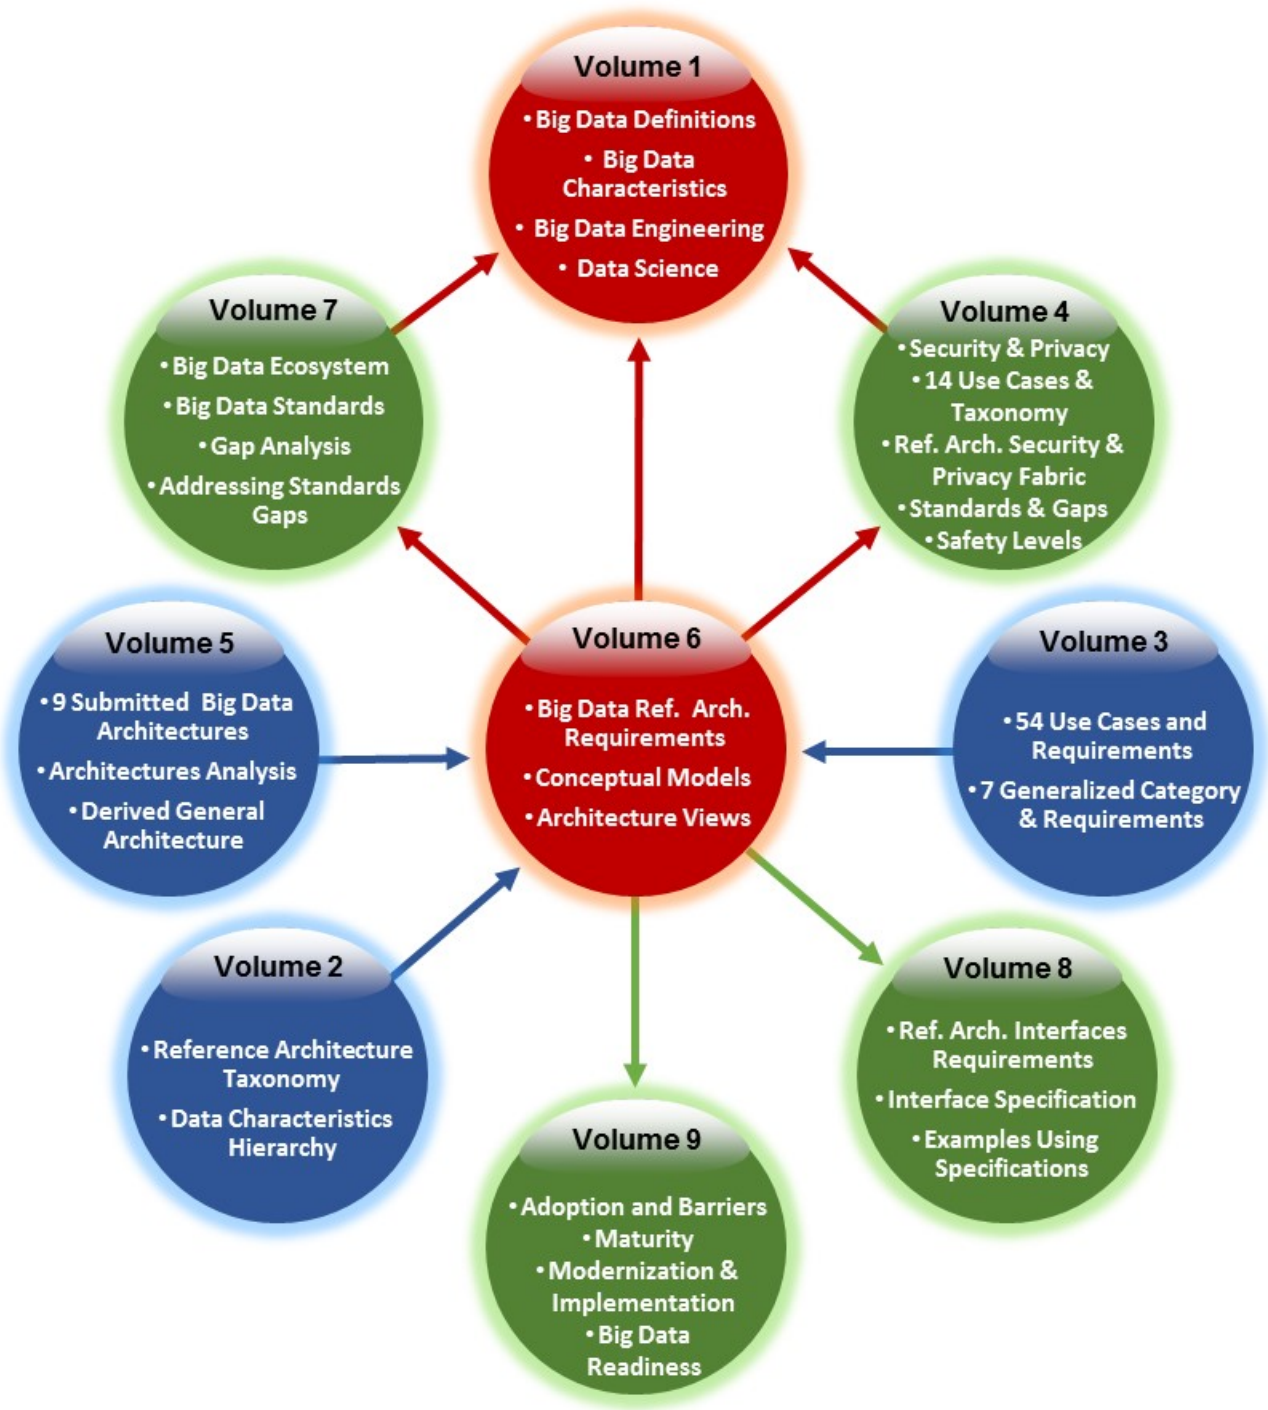 Volume 1
• Big Data Definitions
• Big Data
Characteristics
• Big Data Engineering
• Data Science
Volume 7
• Big Data Ecosystem
• Big Data Standards
• Gap Analysis
• Addressing Standards
Gaps
Volume 4
• Security & Privacy
• 14 Use Cases &
Taxonomy
• Ref. Arch. Security &
Privacy Fabric
• Standards & Gaps
• Safety Levels
Volume 5
• 9 Submitted Big Data
Architectures
• Architectures Analysis
• Derived General
Architecture
Volume 6
• Big Data Ref. Arch.
Requirements
• Conceptual Models
• Architecture Views
Volume 3
• 54 Use Cases and
Requirements
• 7 Generalized Category
& Requirements
Volume 2
• Reference Architecture
Taxonomy
• Data Characteristics
Hierarchy
Volume 8
• Ref. Arch. Interfaces
Requirements
• Interface Specification
• Examples Using
Specifications
Volume 9
• Adoption and Barriers
• Maturity
• Modernization &
Implementation
• Big Data
Readiness